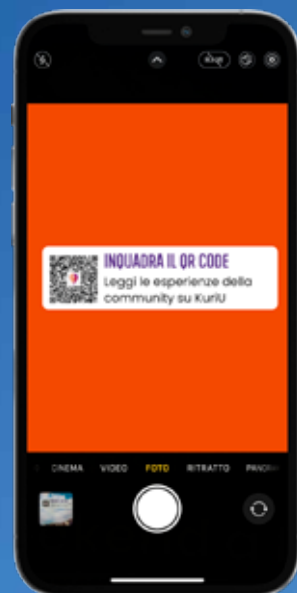 INQUADRA IL QR CODE
Leggi le esperienze della
community su KuriU
CINEMA VIDEO FOTO RITRATTO